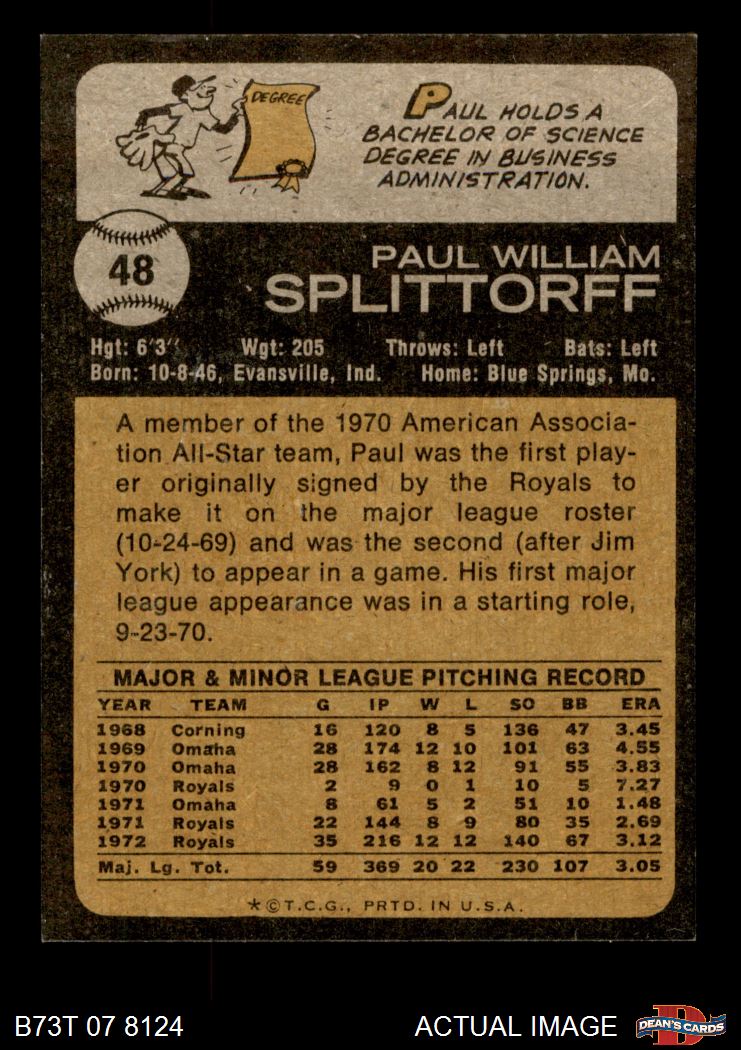 DEGREE
PAUL HOLDS A
BACHELOR OF SCIENCE
DEGREE IN BUSINESS
ADMINISTRATION.
48
PAUL WILLIAM
SPLITTORFF
Hgt: 6'3" Wgt: 205 Throws: Left Bats: Left
Born: 10-8-46, Evansville, Ind. Home: Blue Springs, Mo.
A member of the 1970 American Associa-
tion All-Star team, Paul was the first play-
er originally signed by the Royals to
make it on the major league roster
(10-24-69) and was the second (after Jim
York) to appear in a game. His first major
league appearance was in a starting role,
9-23-70.
MAJOR & MINOR LEAGUE PITCHING RECORD
YEAR TEAM G IP W L SO BB ERA
1968 Corning 16 120 8 5 136 47 3.45
1969 Omaha 28 174 12 10 101 63 4.55
1970 Omaha 28 162 8 12 91 55 3.83
1970 Royals 2 9 0 1 10 5 7.27
1971 Omaha 8 61 5 2 51 10 1.48
1971 Royals 22 144 8 9 80 35 2.69
1972 Royals 35 216 12 12 140 67 3.12
Maj. Lg. Tot. 59 369 20 22 230 107 3.05
*©T.C.G., PRTD. IN U.S.A.
B73T 07 8124 ACTUAL IMAGE
D
DEAN'S CARDS